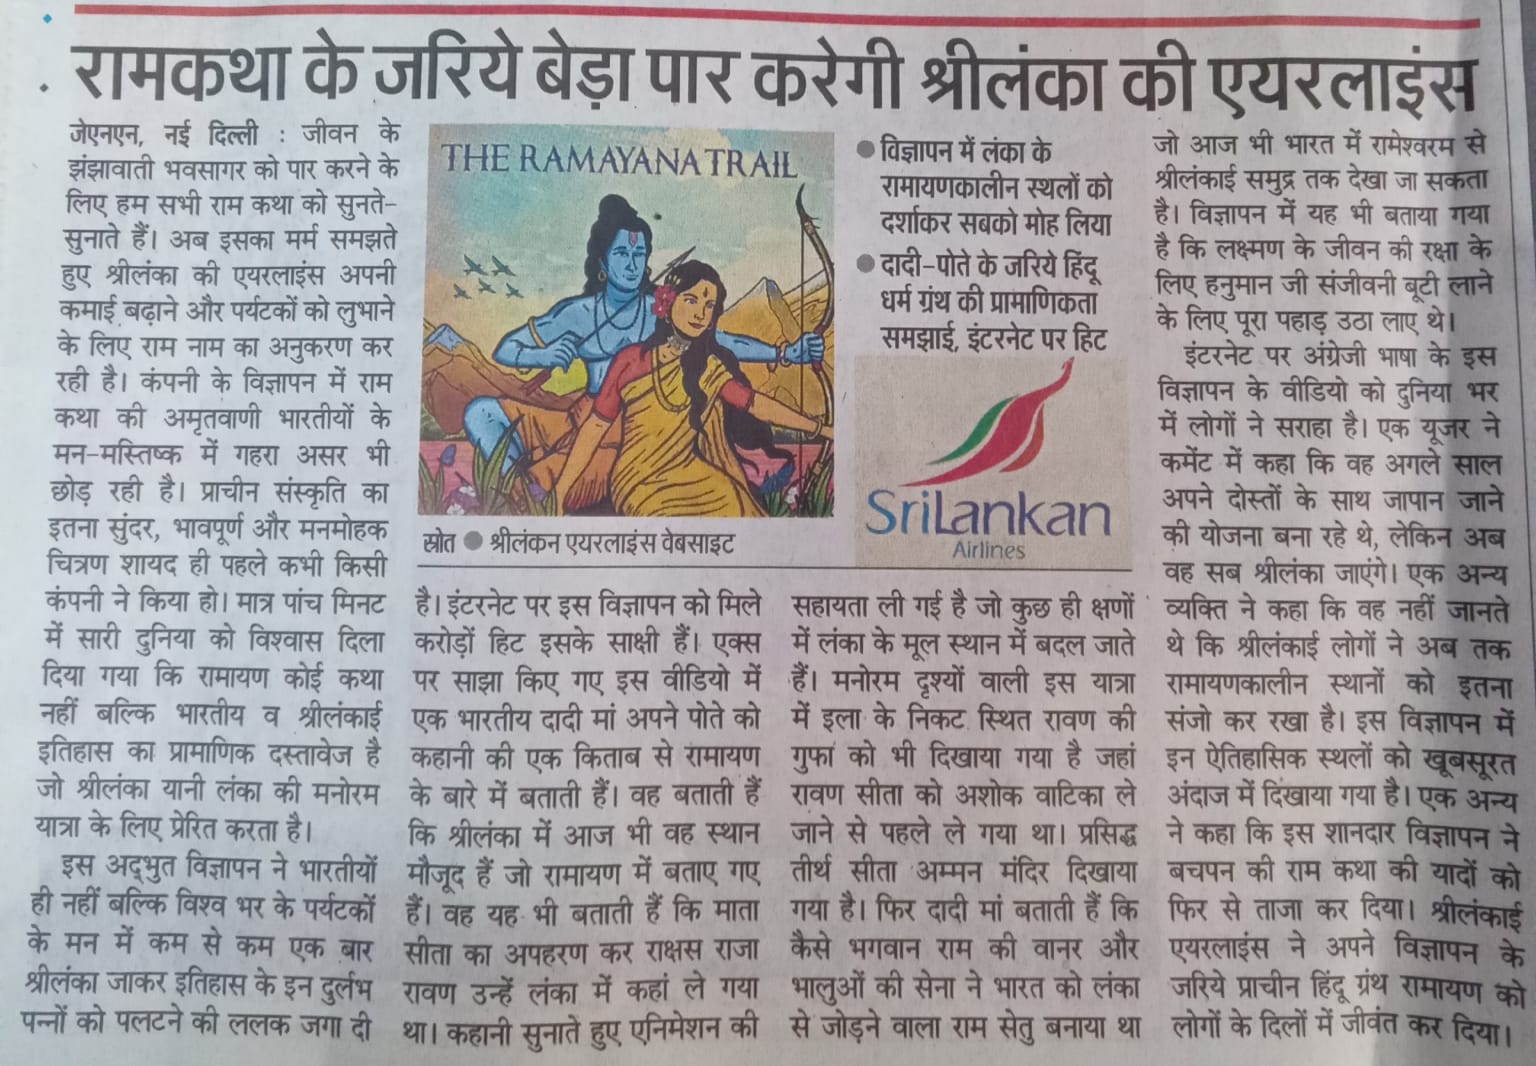 रामकथा के जरिये बेड़ा पार करेगी श्रीलंका की एयरलाइंस
जेएनएन, नई दिल्ली : जीवन के
झंझावाती भवसागर को पार करने के
लिए हम सभी राम कथा को सुनते-
सुनाते हैं। अब इसका मर्म समझते
हुए श्रीलंका की एयरलाइंस अपनी
कमाई बढ़ाने और पर्यटकों को लुभाने
के लिए राम नाम का अनुकरण कर
रही है। कंपनी के विज्ञापन में राम
कथा की अमृतवाणी भारतीयों के
मन-मस्तिष्क में गहरा असर भी
छोड़ रही है। प्राचीन संस्कृति का
इतना सुंदर, भावपूर्ण और मनमोहक
चित्रण शायद ही पहले कभी किसी
कंपनी ने किया हो। मात्र पांच मिनट
में सारी दुनिया को विश्वास दिला
दिया गया कि रामायण कोई कथा
नहीं बल्कि भारतीय व श्रीलंकाई
इतिहास का प्रामाणिक दस्तावेज है
जो श्रीलंका यानी लंका की मनोरम
यात्रा के लिए प्रेरित करता है।
इस अद्भुत विज्ञापन ने भारतीयों
ही नहीं बल्कि विश्व भर के पर्यटकों
के मन में कम से कम एक बार
श्रीलंका जाकर इतिहास के इन दुर्लभ
पन्नों को पलटने की ललक जगा दी
THE RAMAYANA TRAIL
स्रोत ● श्रीलंकन एयरलाइंस वेबसाइट
● विज्ञापन में लंका के
रामायणकालीन स्थलों को
दर्शाकर सबको मोह लिया
● दादी-पोते के जरिये हिंदू
धर्म ग्रंथ की प्रामाणिकता
समझाई, इंटरनेट पर हिट
SriLankan
Airlines
है। इंटरनेट पर इस विज्ञापन को मिले
करोड़ों हिट इसके साक्षी हैं। एक्स
पर साझा किए गए इस वीडियो में
एक भारतीय दादी मां अपने पोते को
कहानी की एक किताब से रामायण
के बारे में बताती हैं। वह बताती हैं
कि श्रीलंका में आज भी वह स्थान
मौजूद हैं जो रामायण में बताए गए
हैं। वह यह भी बताती हैं कि माता
सीता का अपहरण कर राक्षस राजा
रावण उन्हें लंका में कहां ले गया
था। कहानी सुनाते हुए एनिमेशन की
सहायता ली गई है जो कुछ ही क्षणों
में लंका के मूल स्थान में बदल जाते
हैं। मनोरम दृश्यों वाली इस यात्रा
में इला के निकट स्थित रावण की
गुफा को भी दिखाया गया है जहां
रावण सीता को अशोक वाटिका ले
जाने से पहले ले गया था। प्रसिद्ध
तीर्थ सीता अम्मन मंदिर दिखाया
गया है। फिर दादी मां बताती हैं कि
कैसे भगवान राम की वानर और
भालुओं की सेना ने भारत को लंका
से जोड़ने वाला राम सेतु बनाया था
जो आज भी भारत में रामेश्वरम से
श्रीलंकाई समुद्र तक देखा जा सकता
है। विज्ञापन में यह भी बताया गया
है कि लक्ष्मण के जीवन की रक्षा के
लिए हनुमान जी संजीवनी बूटी लाने
के लिए पूरा पहाड़ उठा लाए थे।
इंटरनेट पर अंग्रेजी भाषा के इस
विज्ञापन के वीडियो को दुनिया भर
में लोगों ने सराहा है। एक यूजर ने
कमेंट में कहा कि वह अगले साल
अपने दोस्तों के साथ जापान जाने
की योजना बना रहे थे, लेकिन अब
वह सब श्रीलंका जाएंगे। एक अन्य
व्यक्ति ने कहा कि वह नहीं जानते
थे कि श्रीलंकाई लोगों ने अब तक
रामायणकालीन स्थानों को इतना
संजो कर रखा है। इस विज्ञापन में
इन ऐतिहासिक स्थलों को खूबसूरत
अंदाज में दिखाया गया है। एक अन्य
ने कहा कि इस शानदार विज्ञापन ने
बचपन की राम कथा की यादों को
फिर से ताजा कर दिया। श्रीलंकाई
एयरलाइंस ने अपने विज्ञापन के
जरिये प्राचीन हिंदू ग्रंथ रामायण को
लोगों के दिलों में जीवंत कर दिया।